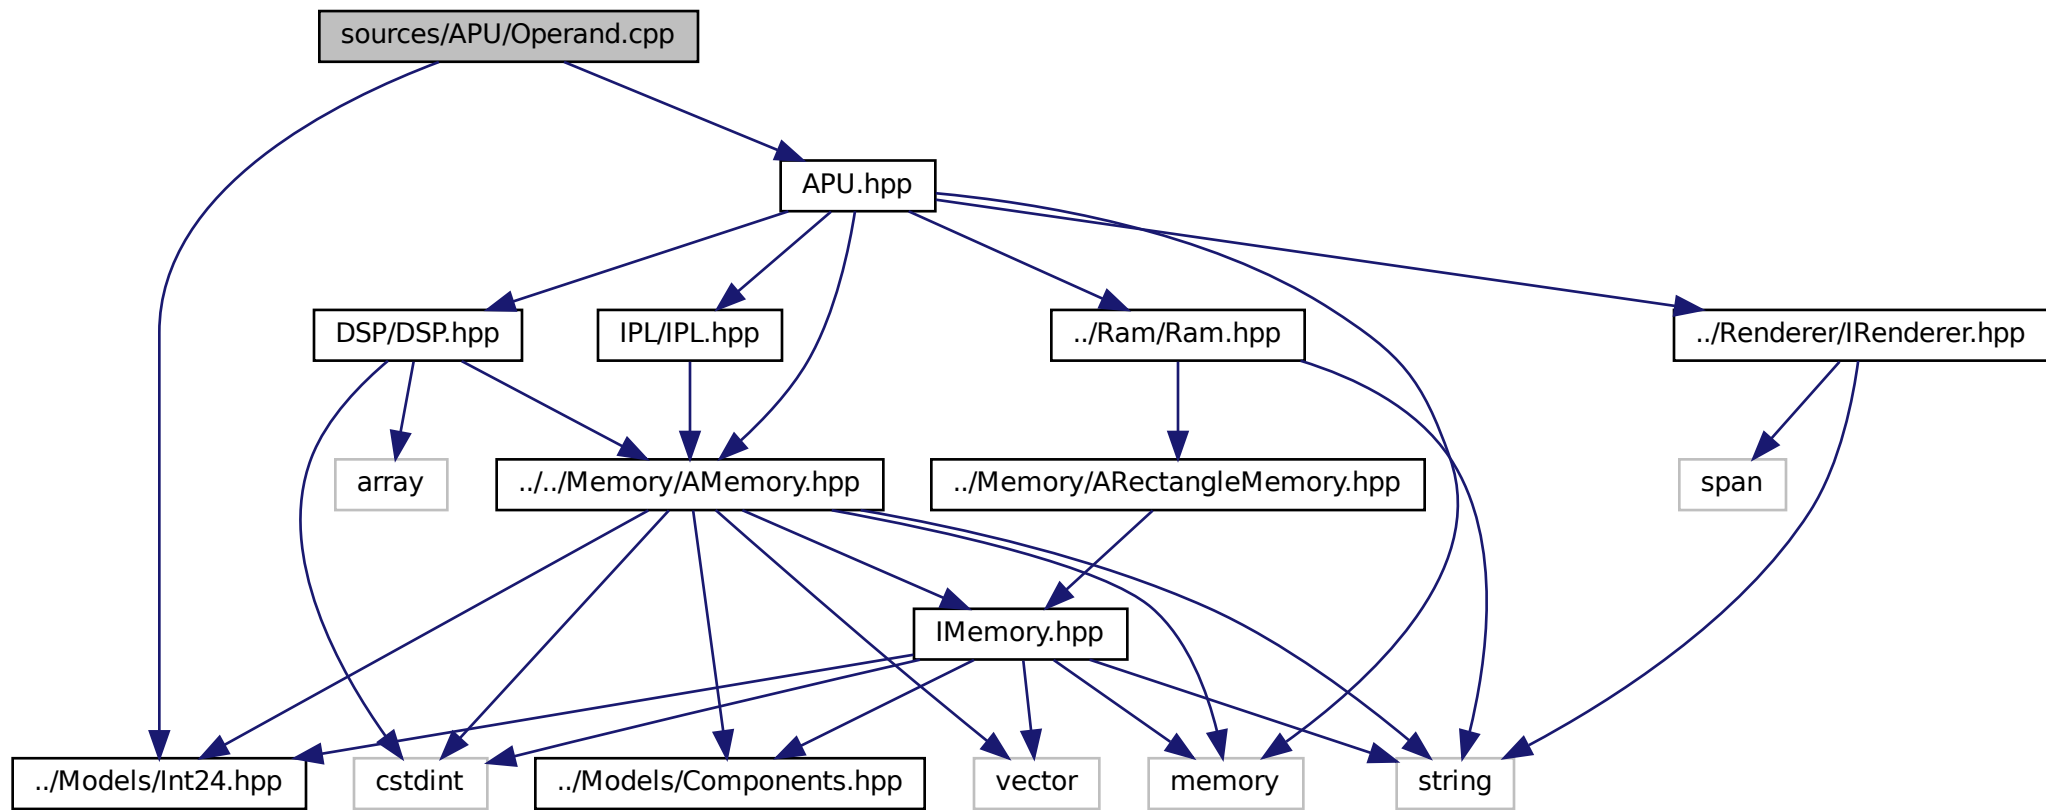 sources/APU/Operand.cpp
APU.hpp
DSP/DSP.hpp
IPL/IPL.hpp
../Ram/Ram.hpp
../Renderer/IRenderer.hpp
array
../../Memory/AMemory.hpp
../Memory/ARectangleMemory.hpp
span
IMemory.hpp
../Models/Int24.hpp
cstdint
../Models/Components.hpp
vector
memory
string